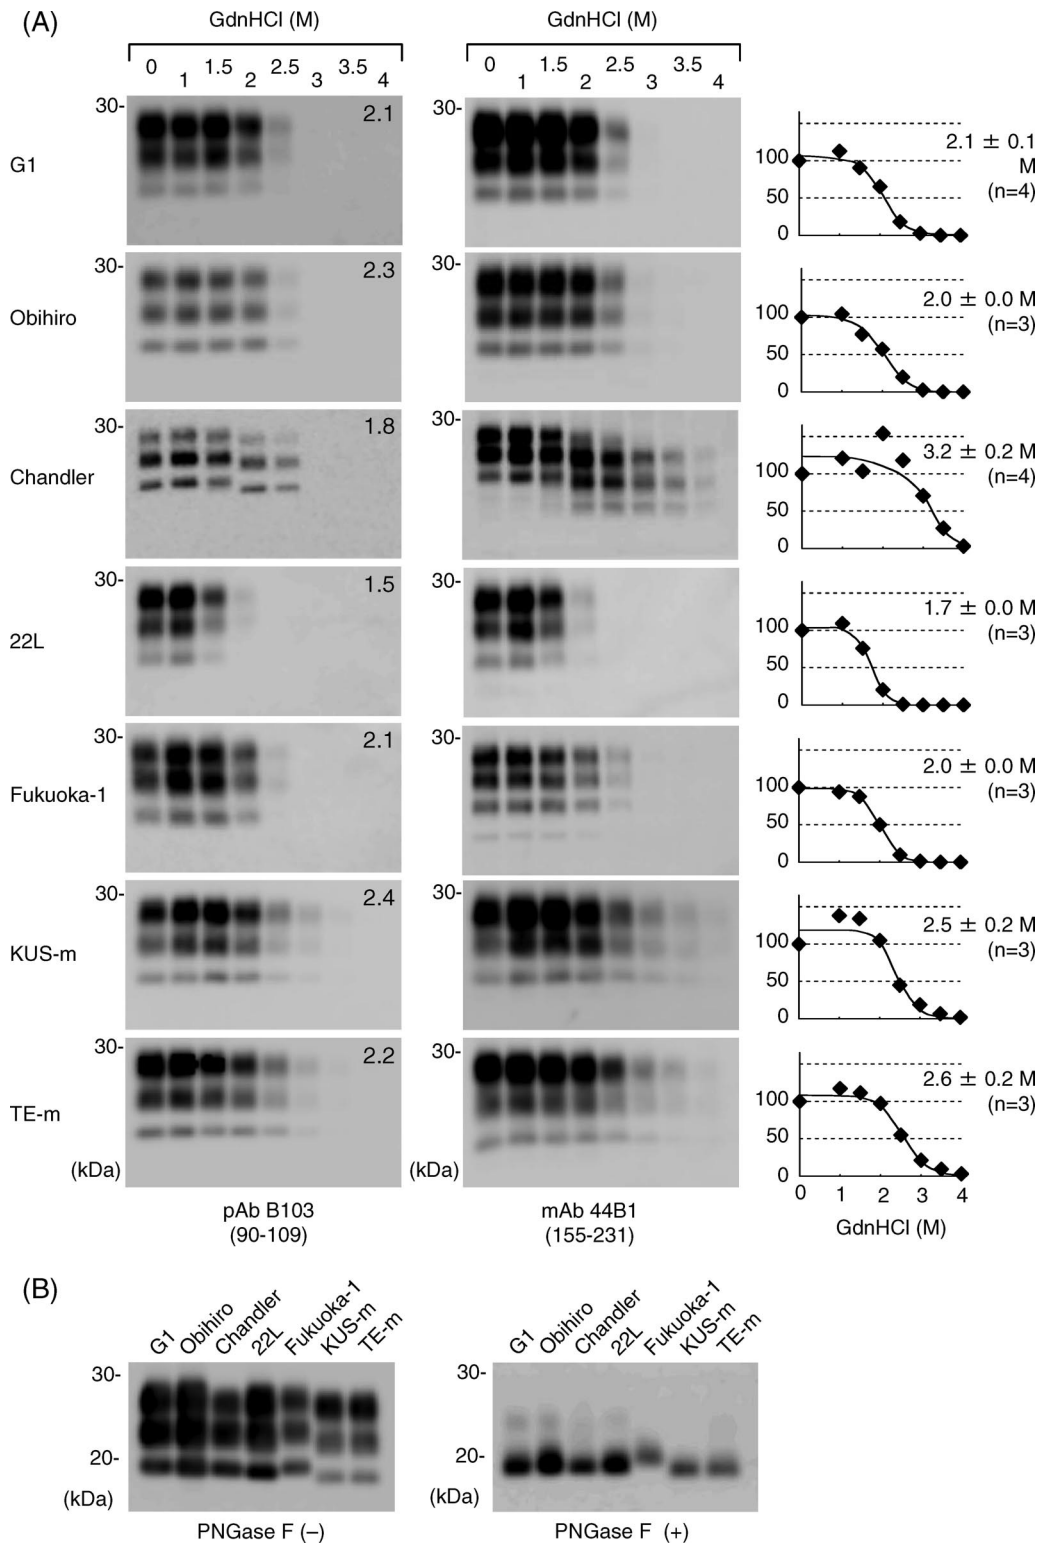 (A)
GdnHCl (M)
GdnHCl (M)
0 1 1.5 2 2.5 3 3.5 4
0 1 1.5 2 2.5 3 3.5 4
G1
30-
2.1
30-
100
50
0
2.1 ± 0.1
M
(n=4)
Obihiro
30-
2.3
30-
100
50
0
2.0 ± 0.0 M
(n=3)
Chandler
30-
1.8
30-
100
50
0
3.2 ± 0.2 M
(n=4)
22L
30-
1.5
30-
100
50
0
1.7 ± 0.0 M
(n=3)
Fukuoka-1
30-
2.1
30-
100
50
0
2.0 ± 0.0 M
(n=3)
KUS-m
30-
2.4
30-
100
50
0
2.5 ± 0.2 M
(n=3)
TE-m
30-
2.2
30-
100
50
0
2.6 ± 0.2 M
(n=3)
(kDa)
(kDa)
0 1 2 3 4
GdnHCl (M)
pAb B103
(90-109)
mAb 44B1
(155-231)
(B)
G1 Obihiro Chandler 22L Fukuoka-1 KUS-m TE-m
30-
20-
(kDa)
PNGase F (–)
G1 Obihiro Chandler 22L Fukuoka-1 KUS-m TE-m
30-
20-
(kDa)
PNGase F (+)